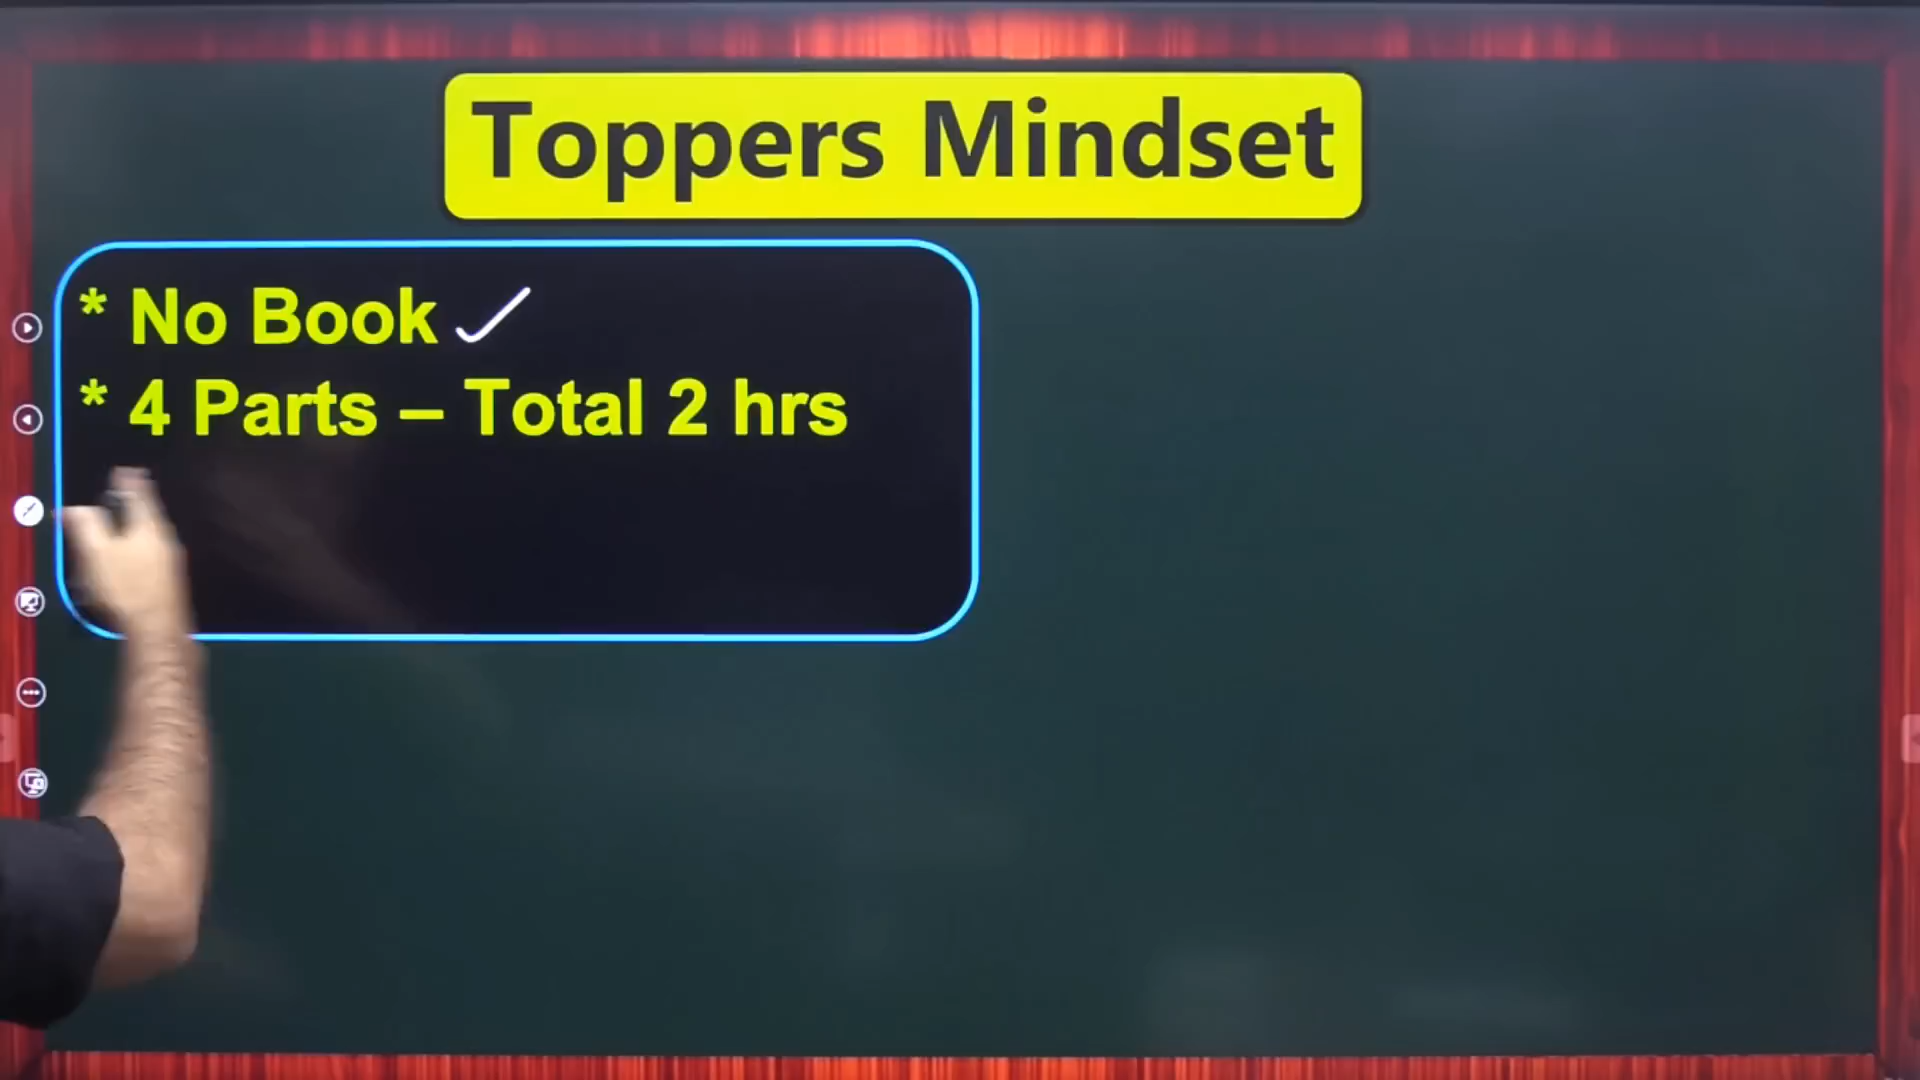 Toppers Mindset
* No Book
* 4 Parts – Total 2 hrs